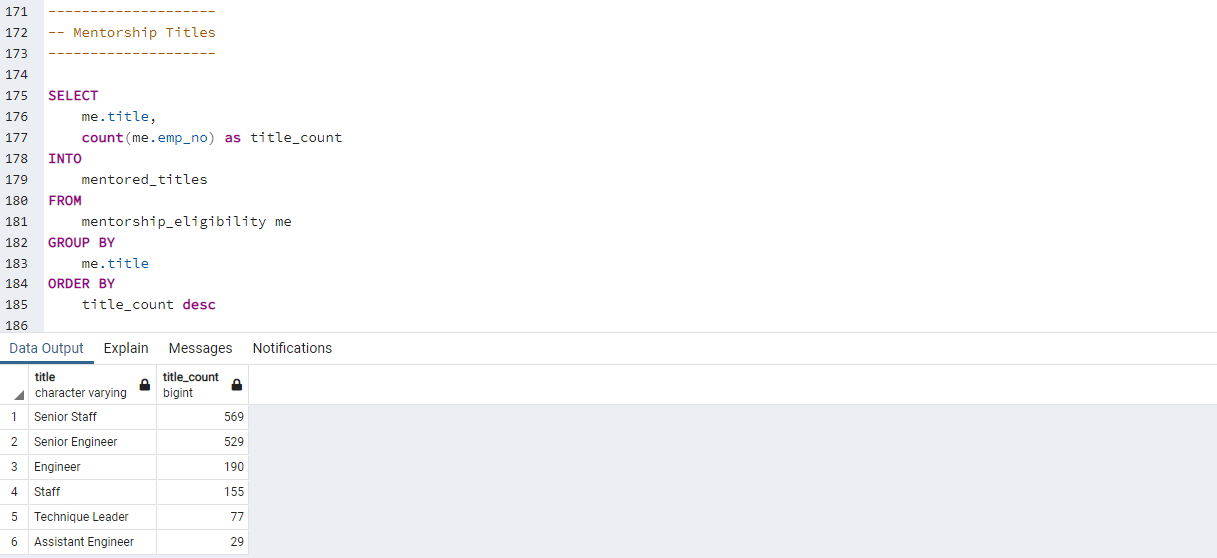 171 --------------------
172 -- Mentorship Titles
173 --------------------
174
175 SELECT
176     me.title,
177     count(me.emp_no) as title_count
178 INTO
179     mentored_titles
180 FROM
181     mentorship_eligibility me
182 GROUP BY
183     me.title
184 ORDER BY
185     title_count desc
186
Data Output Explain Messages Notifications
title title_count
character varying bigint
1 Senior Staff 569
2 Senior Engineer 529
3 Engineer 190
4 Staff 155
5 Technique Leader 77
6 Assistant Engineer 29